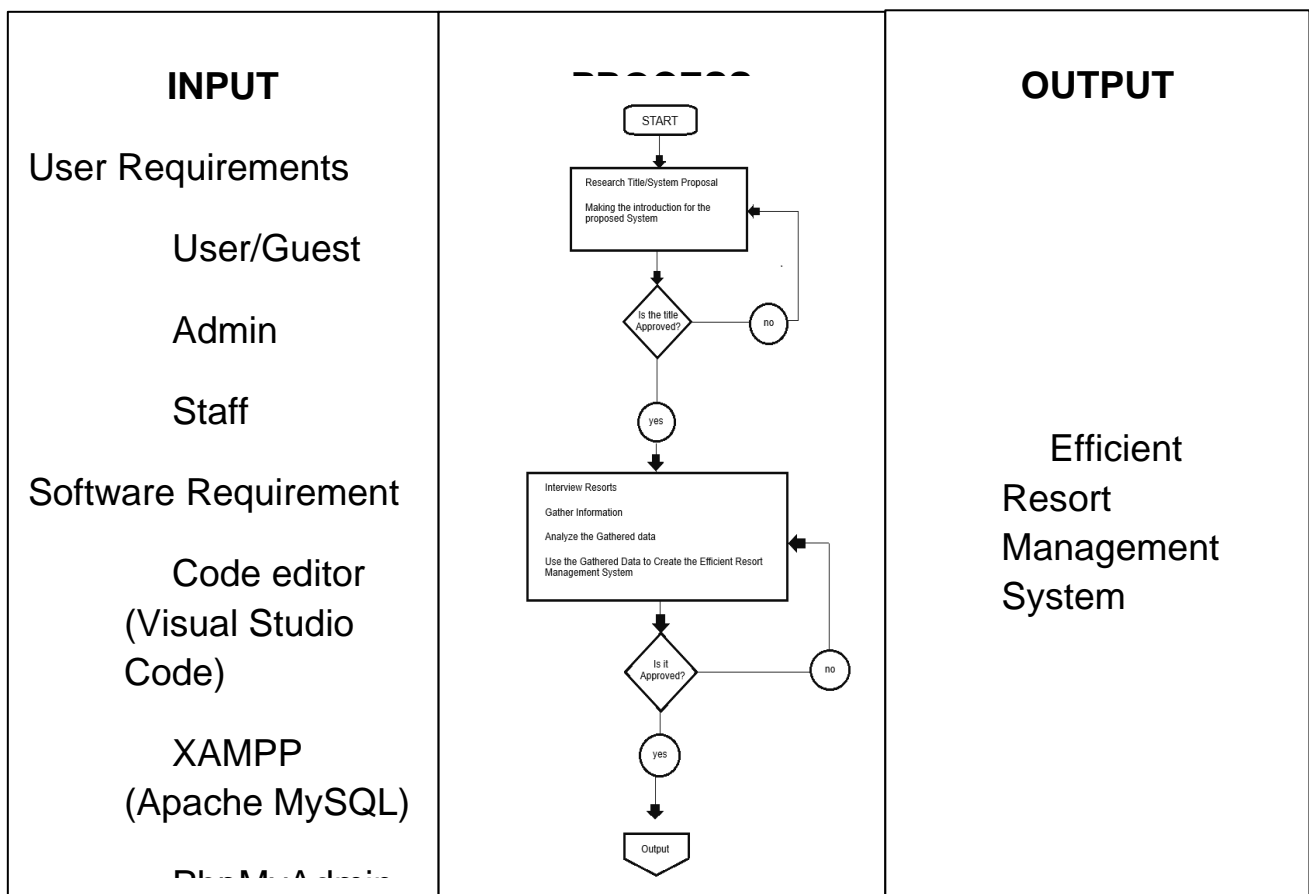 INPUT
User Requirements
User/Guest
Admin
Staff
Software Requirement
Code editor
(Visual Studio
Code)
XAMPP
(Apache MySQL)
PhpMyAdmin
PROCESS
START
Research Title/System Proposal
Making the introduction for the
proposed System
Is the title
Approved?
no
yes
Interview Resorts
Gather Information
Analyze the Gathered data
Use the Gathered Data to Create the Efficient Resort
Management System
Is it
Approved?
no
yes
Output
OUTPUT
Efficient
Resort
Management
System